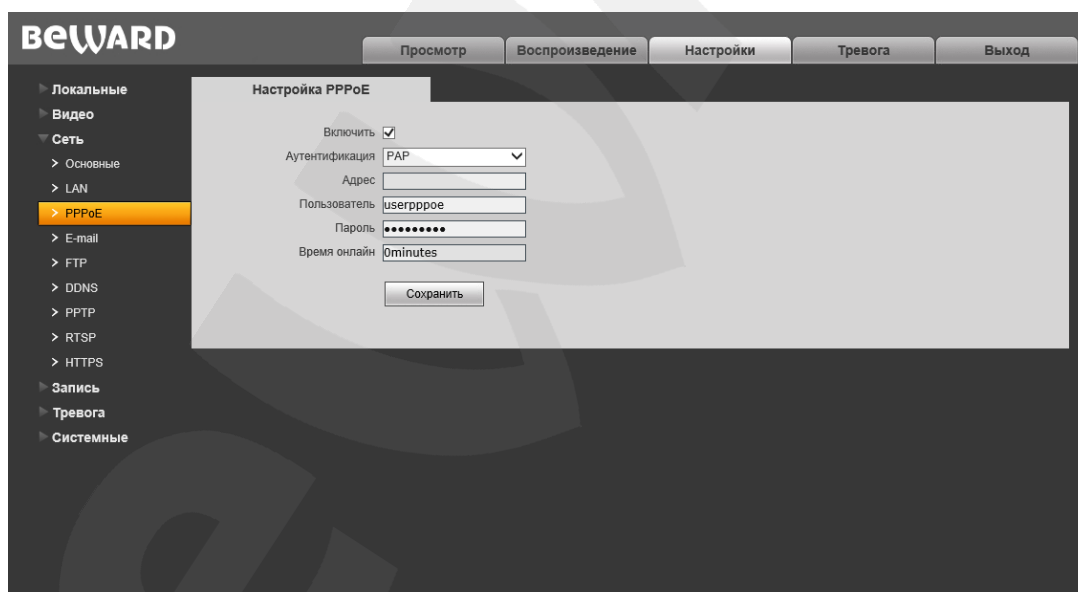 BEWARD
Просмотр
Воспроизведение
Настройки
Тревога
Выход
Локальные
Видео
Сеть
Основные
LAN
PPPoE
E-mail
FTP
DDNS
PPTP
RTSP
HTTPS
Запись
Тревога
Системные
Настройка PPPoE
Включить
Аутентификация PAP
Адрес
Пользователь userpppoe
Пароль •••••••••
Время онлайн 0minutes
Сохранить